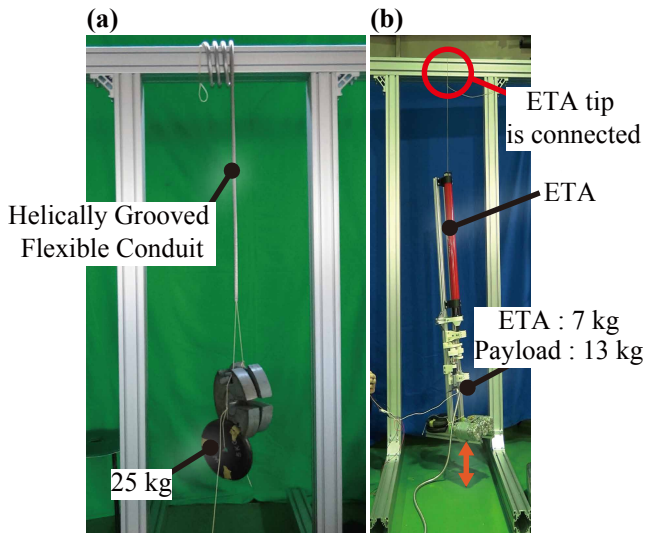 (a)
Helically Grooved
Flexible Conduit
25 kg
(b)
ETA tip
is connected
ETA
ETA : 7 kg
Payload : 13 kg